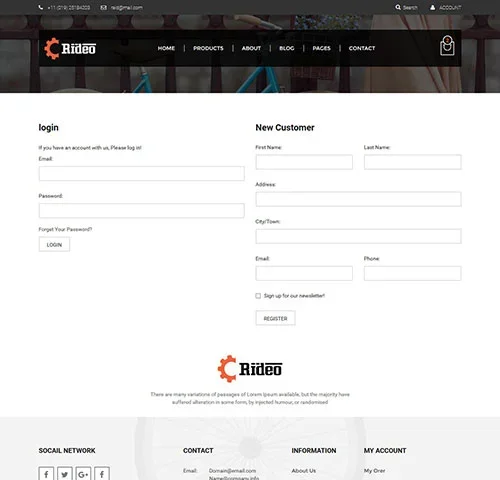 +11 (019) 25184203 raid@mail.com Search ACCOUNT
Rideo HOME PRODUCTS ABOUT BLOG PAGES CONTACT
login
If you have an account with us, Please log in!
Email:
Password:
Forget Your Password?
LOGIN
New Customer
First Name: Last Name:
Address:
City/Town:
Email: Phone:
Sign up for our newsletter!
REGISTER
Rideo
There are many variations of passages of Lorem Ipsum available, but the majority have
suffered alteration in some form, by injected humour, or randomised
SOCAIL NETWORK CONTACT INFORMATION MY ACCOUNT
Email: Domain@email.com About Us My Orer
Name@company.info